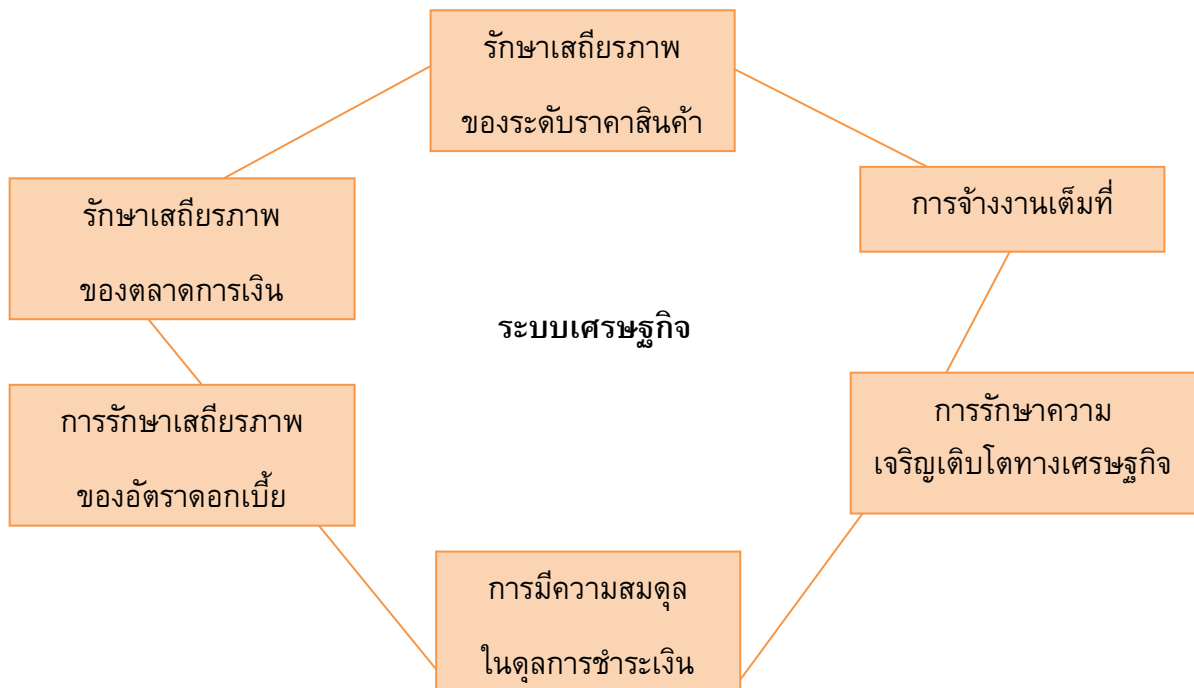 รักษาเสถียรภาพ
ของระดับราคาสินค้า
การจ้างงานเต็มที่
รักษาเสถียรภาพ
ของตลาดการเงิน
ระบบเศรษฐกิจ
การรักษาความ
เจริญเติบโตทางเศรษฐกิจ
การรักษาเสถียรภาพ
ของอัตราดอกเบี้ย
การมีความสมดุล
ในดุลการชำระเงิน